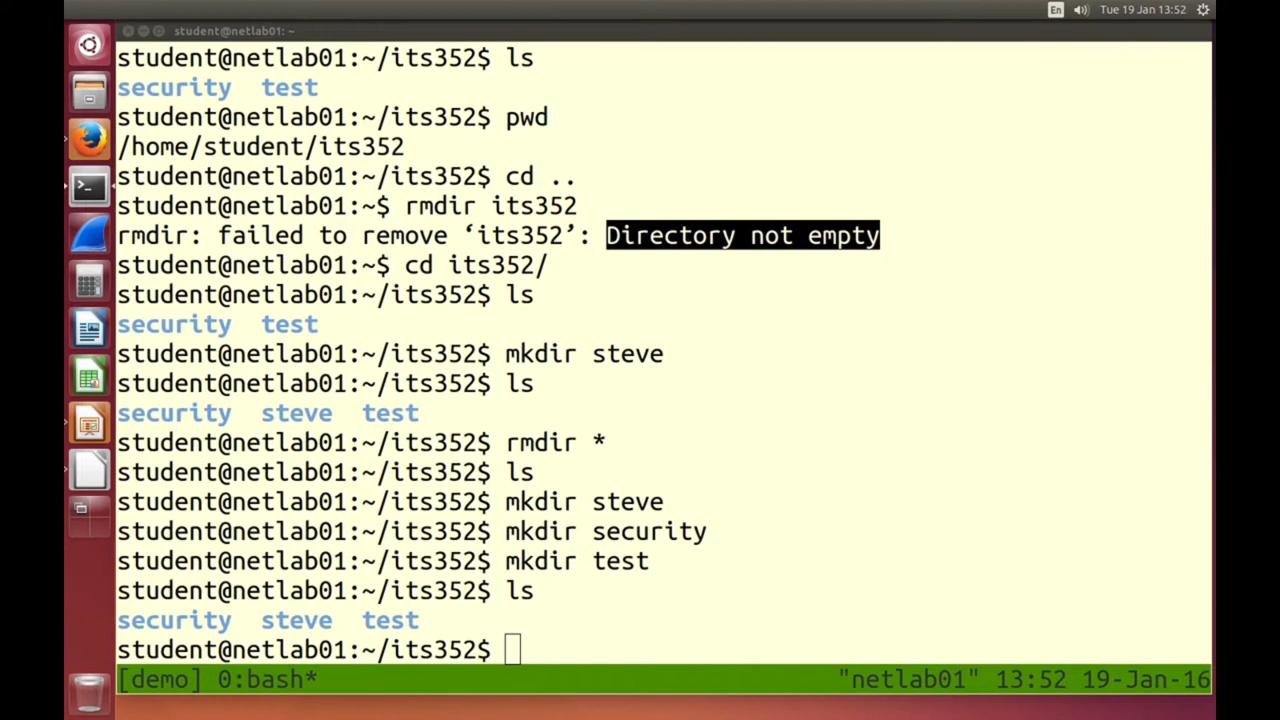 En Tue 19 Jan 13:52
student@netlab01: ~
student@netlab01:~/its352$ ls
security  test
student@netlab01:~/its352$ pwd
/home/student/its352
student@netlab01:~/its352$ cd ..
student@netlab01:~$ rmdir its352
rmdir: failed to remove ‘its352’: Directory not empty
student@netlab01:~$ cd its352/
student@netlab01:~/its352$ ls
security  test
student@netlab01:~/its352$ mkdir steve
student@netlab01:~/its352$ ls
security  steve  test
student@netlab01:~/its352$ rmdir *
student@netlab01:~/its352$ ls
student@netlab01:~/its352$ mkdir steve
student@netlab01:~/its352$ mkdir security
student@netlab01:~/its352$ mkdir test
student@netlab01:~/its352$ ls
security  steve  test
student@netlab01:~/its352$
[demo] 0:bash* "netlab01" 13:52 19-Jan-16